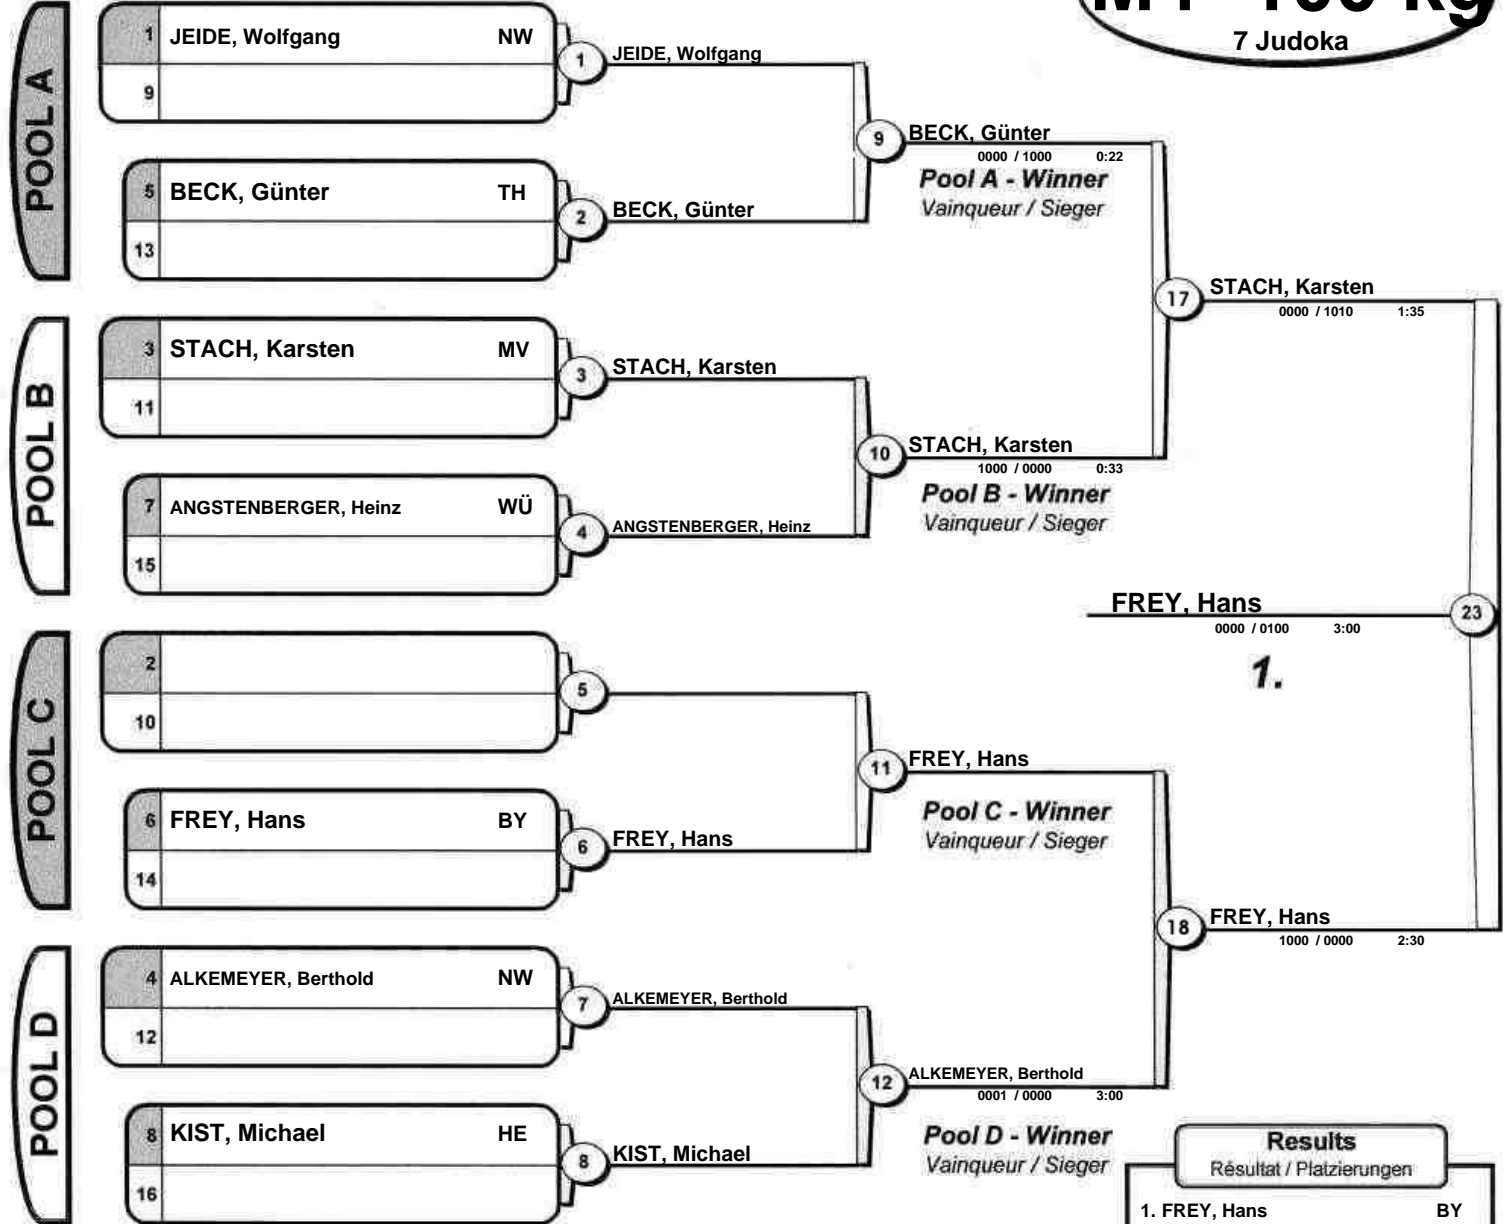 7 Judoka
POOL A
1 JEIDE, Wolfgang NW
9
1 JEIDE, Wolfgang
5 BECK, Günter TH
13
2 BECK, Günter
9 BECK, Günter
0000 / 1000 0:22
Pool A - Winner
Vainqueur / Sieger
POOL B
3 STACH, Karsten MV
11
3 STACH, Karsten
7 ANGSTENBERGER, Heinz WÜ
15
4 ANGSTENBERGER, Heinz
10 STACH, Karsten
1000 / 0000 0:33
Pool B - Winner
Vainqueur / Sieger
17 STACH, Karsten
0000 / 1010 1:35
FREY, Hans 23
0000 / 0100 3:00
1.
POOL C
2
10
5
6 FREY, Hans BY
14
6 FREY, Hans
11 FREY, Hans
Pool C - Winner
Vainqueur / Sieger
POOL D
4 ALKEMEYER, Berthold NW
12
7 ALKEMEYER, Berthold
8 KIST, Michael HE
16
8 KIST, Michael
12 ALKEMEYER, Berthold
0001 / 0000 3:00
Pool D - Winner
Vainqueur / Sieger
18 FREY, Hans
1000 / 0000 2:30
Results
Résultat / Platzierungen
1. FREY, Hans BY